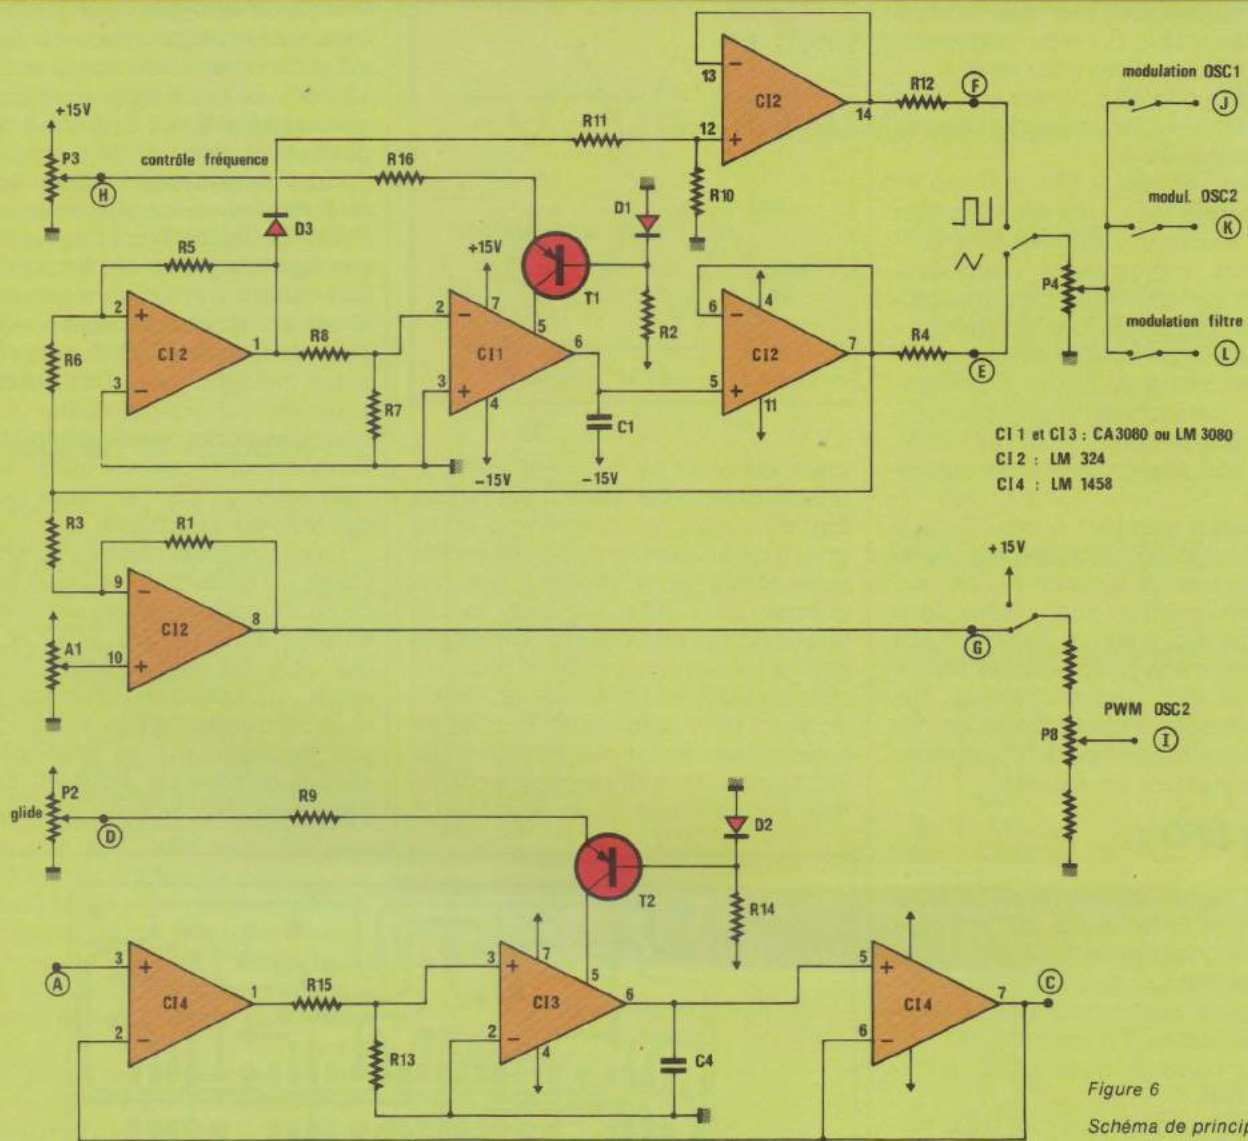 13
CI2
12
14
R12
F
modulation OSC1
J
+15V
P3
H
contrôle fréquence
R16
R11
R10
D1
modul. OSC2
K
D3
R5
+15V
T1
R2
P4
2
CI2
3
1
R8
2
7
5
CI1
6
3
4
6
4
CI2
7
5
11
R4
E
modulation filtre
L
R6
R7
C1
-15V
-15V
CI 1 et CI 3 : CA3080 ou LM 3080
CI 2 : LM 324
CI 4 : LM 1458
R3
R1
+15V
9
CI2
8
10
A1
G
PWM OSC2
P8
I
P2
glide
D
R9
D2
T2
R14
A
3
CI4
1
2
R15
R13
3
7
5
CI3
6
2
4
C4
5
CI4
7
6
C
Figure 6
Schéma de princip